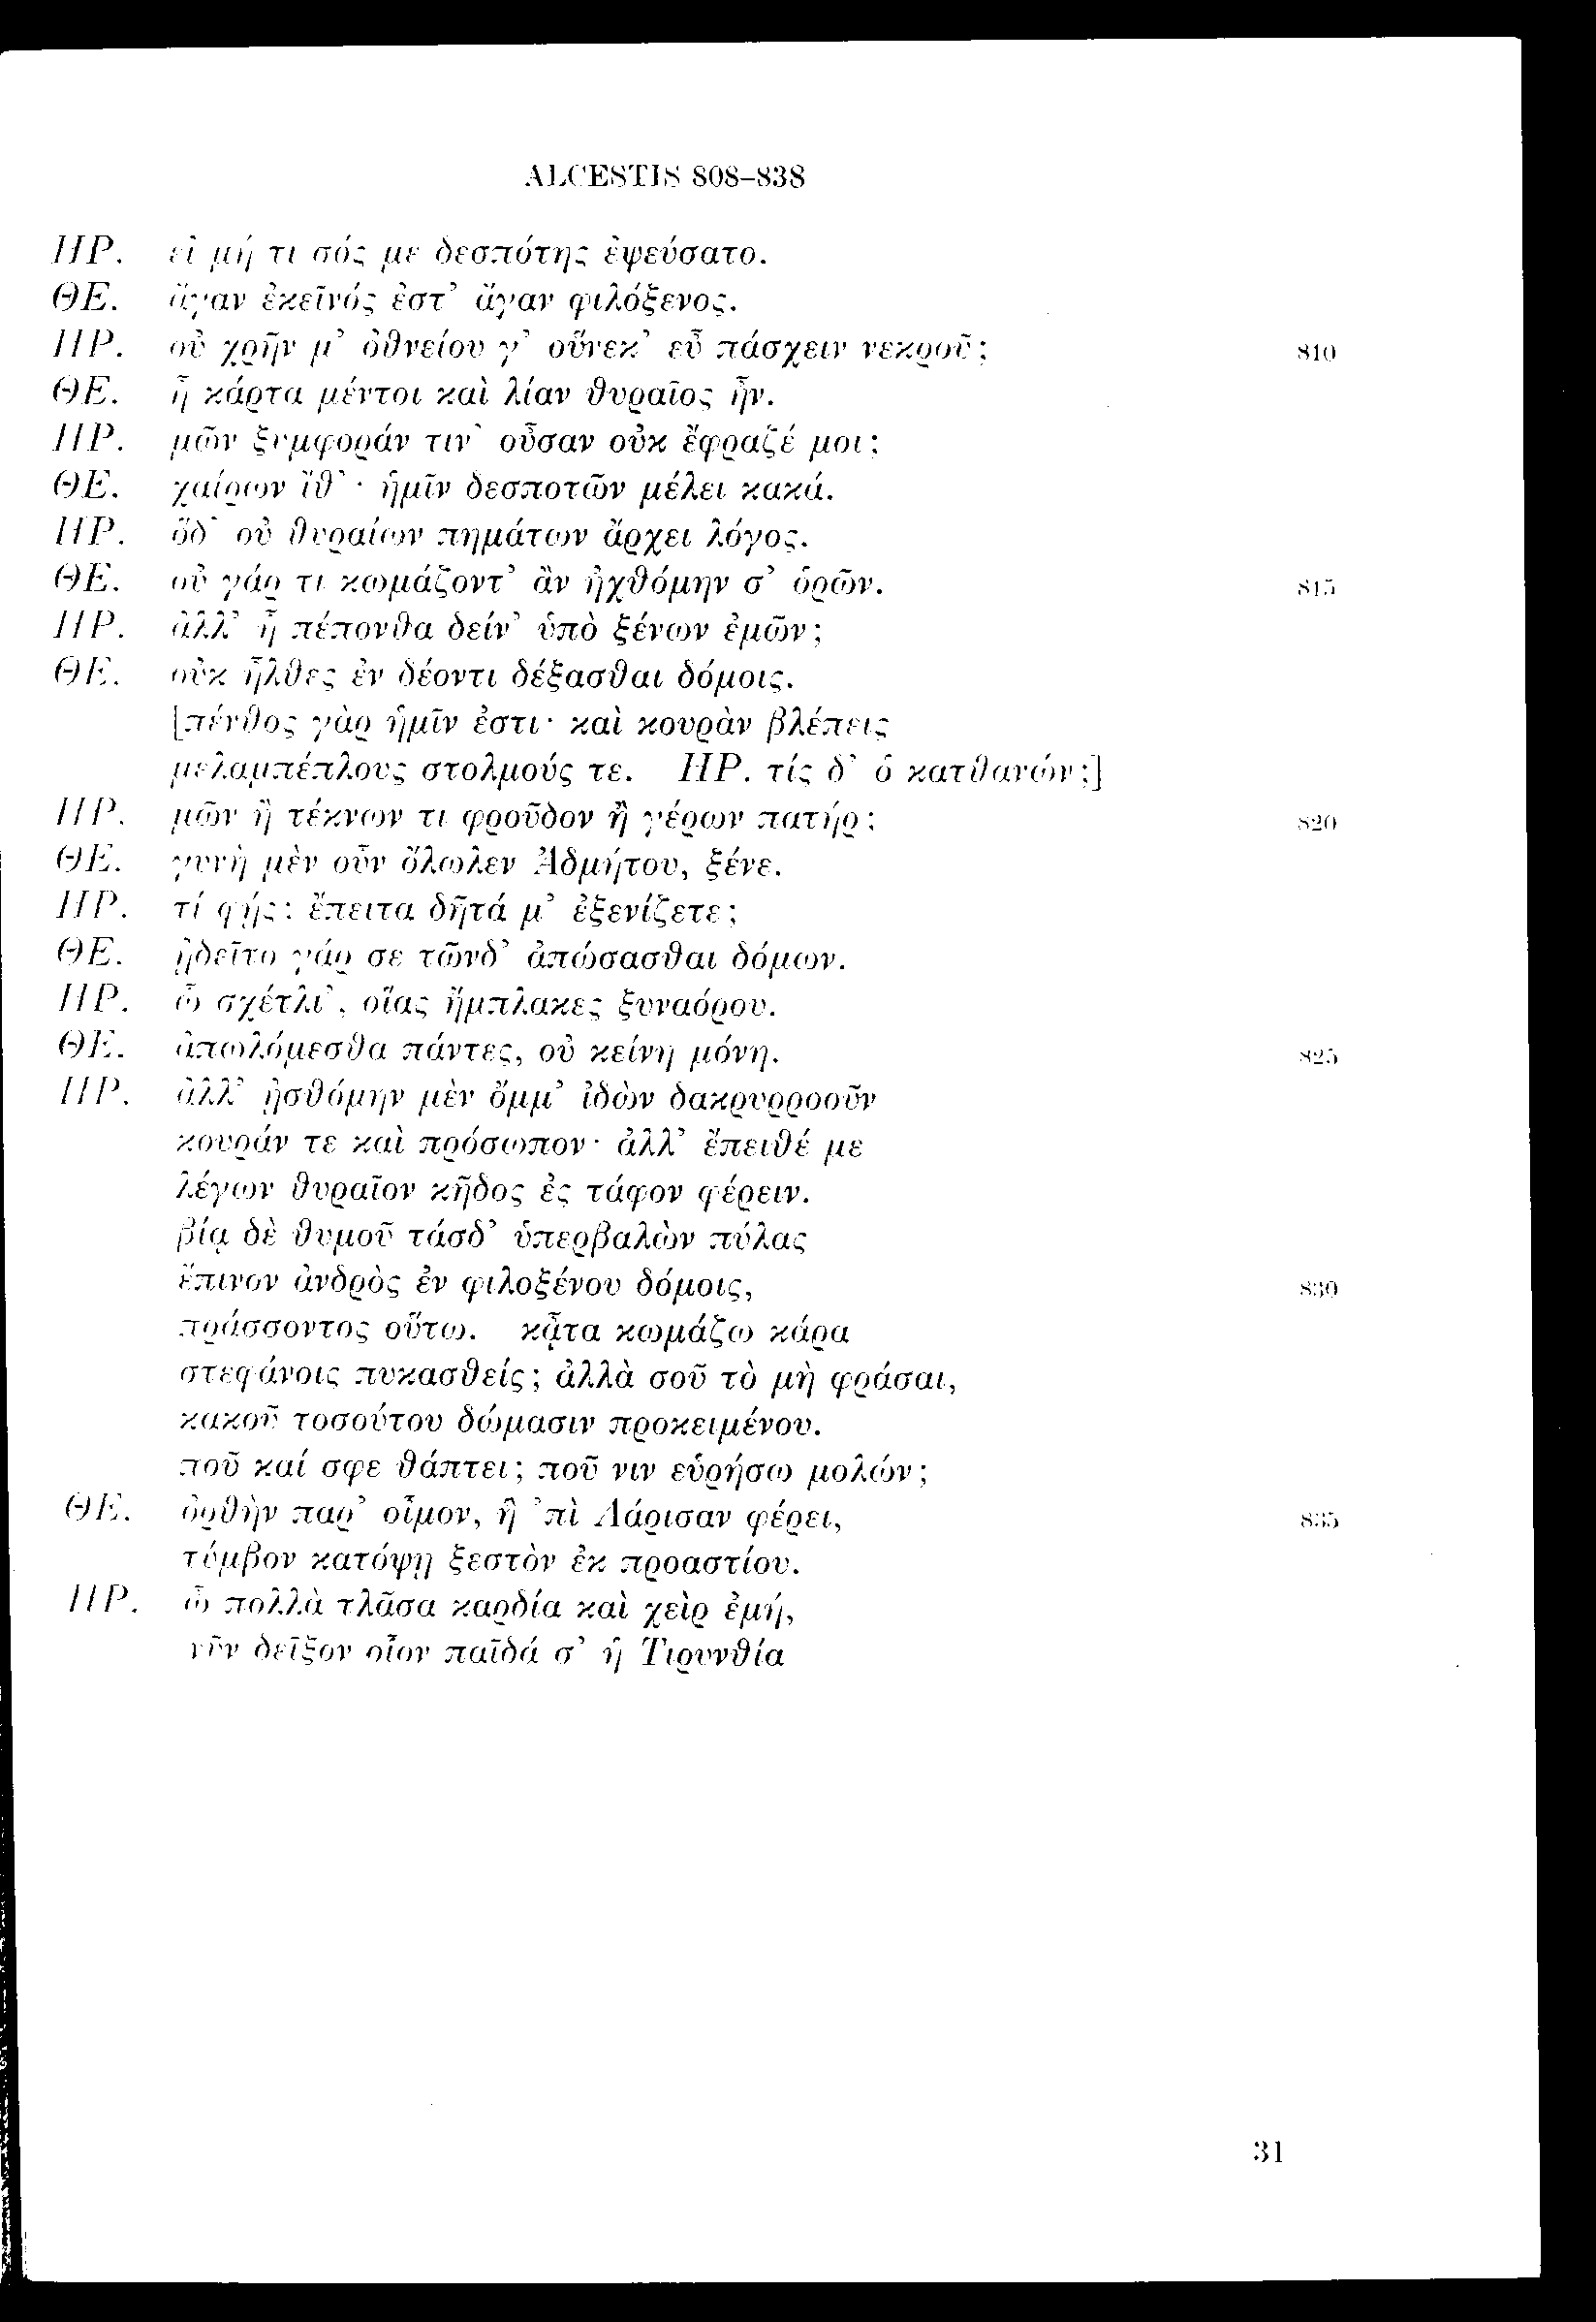 ALCESTIS 808–838
ΗΡ. εἰ μή τι σός με δεσπότης ἐψεύσατο.
ΘΕ. ἄγαν ἐκεῖνός ἐστ᾽ ἄγαν φιλόξενος.
ΗΡ. οὐ χρῆν μ᾽ ὀθνείου γ᾽ οὕνεκ᾽ εὖ πάσχειν νεκροῦ; 810
ΘΕ. ἦ κάρτα μέντοι καὶ λίαν θυραῖος ἦν.
ΗΡ. μῶν ξυμφοράν τιν᾽ οὖσαν οὐκ ἔφραζέ μοι;
ΘΕ. χαίρων ἴθ᾽· ἡμῖν δεσποτῶν μέλει κακά.
ΗΡ. ὅδ᾽ οὐ θυραίων πημάτων ἄρχει λόγος.
ΘΕ. οὐ γάρ τι κωμάζοντ᾽ ἂν ἠχθόμην σ᾽ ὁρῶν. 815
ΗΡ. ἀλλ᾽ ἦ πέπονθα δείν᾽ ὑπὸ ξένων ἐμῶν;
ΘΕ. οὐκ ἦλθες ἐν δέοντι δέξασθαι δόμοις.
[πένθος γὰρ ἡμῖν ἐστι· καὶ κουρὰν βλέπεις
μελαμπέπλους στολμούς τε. ΗΡ. τίς δ᾽ ὁ κατθανών;]
ΗΡ. μῶν ἢ τέκνων τι φροῦδον ἢ γέρων πατήρ; 820
ΘΕ. γυνὴ μὲν οὖν ὄλωλεν Ἀδμήτου, ξένε.
ΗΡ. τί φῄς; ἔπειτα δῆτά μ᾽ ἐξενίζετε;
ΘΕ. ᾐδεῖτο γάρ σε τῶνδ᾽ ἀπώσασθαι δόμων.
ΗΡ. ὦ σχέτλι᾽, οἵας ἤμπλακες ξυναόρου.
ΘΕ. ἀπωλόμεσθα πάντες, οὐ κείνη μόνη. 825
ΗΡ. ἀλλ᾽ ᾐσθόμην μὲν ὄμμ᾽ ἰδὼν δακρυρροοῦν
κουράν τε καὶ πρόσωπον· ἀλλ᾽ ἔπειθέ με
λέγων θυραῖον κῆδος ἐς τάφον φέρειν.
βίᾳ δὲ θυμοῦ τάσδ᾽ ὑπερβαλὼν πύλας
ἔπινον ἀνδρὸς ἐν φιλοξένου δόμοις, 830
πράσσοντος οὕτω. κᾆτα κωμάζω κάρα
στεφάνοις πυκασθείς; ἀλλὰ σοῦ τὸ μὴ φράσαι,
κακοῦ τοσούτου δώμασιν προκειμένου.
ποῦ καί σφε θάπτει; ποῦ νιν εὑρήσω μολών;
ΘΕ. ὀρθὴν παρ᾽ οἶμον, ἣ ᾽πὶ Λάρισαν φέρει, 835
τύμβον κατόψῃ ξεστὸν ἐκ προαστίου.
ΗΡ. ὦ πολλὰ τλᾶσα καρδία καὶ χεὶρ ἐμή,
νῦν δεῖξον οἷον παῖδά σ᾽ ἡ Τιρυνθία
31